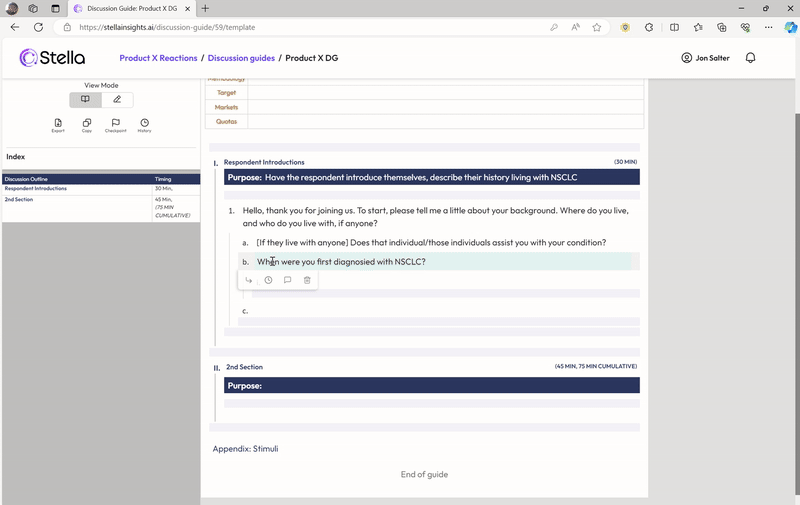 Discussion Guide: Product X DG
https://stellainsights.ai/discussion-guide/59/template
Stella
Product X Reactions / Discussion guides / Product X DG
Jon Salter
View Mode
Export
Copy
Checkpoint
History
Index
Discussion Outline
Timing
Respondent Introductions
30 Min,
2nd Section
45 Min,
(75 MIN
CUMULATIVE)
Methodology
Target
Markets
Quotas
I. Respondent Introductions
(30 MIN)
Purpose: Have the respondent introduce themselves, describe their history living with NSCLC
1. Hello, thank you for joining us. To start, please tell me a little about your background. Where do you live,
and who do you live with, if anyone?
a. [If they live with anyone] Does that individual/those individuals assist you with your condition?
b. When were you first diagnosied with NSCLC?
c.
II. 2nd Section
(45 MIN, 75 MIN CUMULATIVE)
Purpose:
Appendix: Stimuli
End of guide